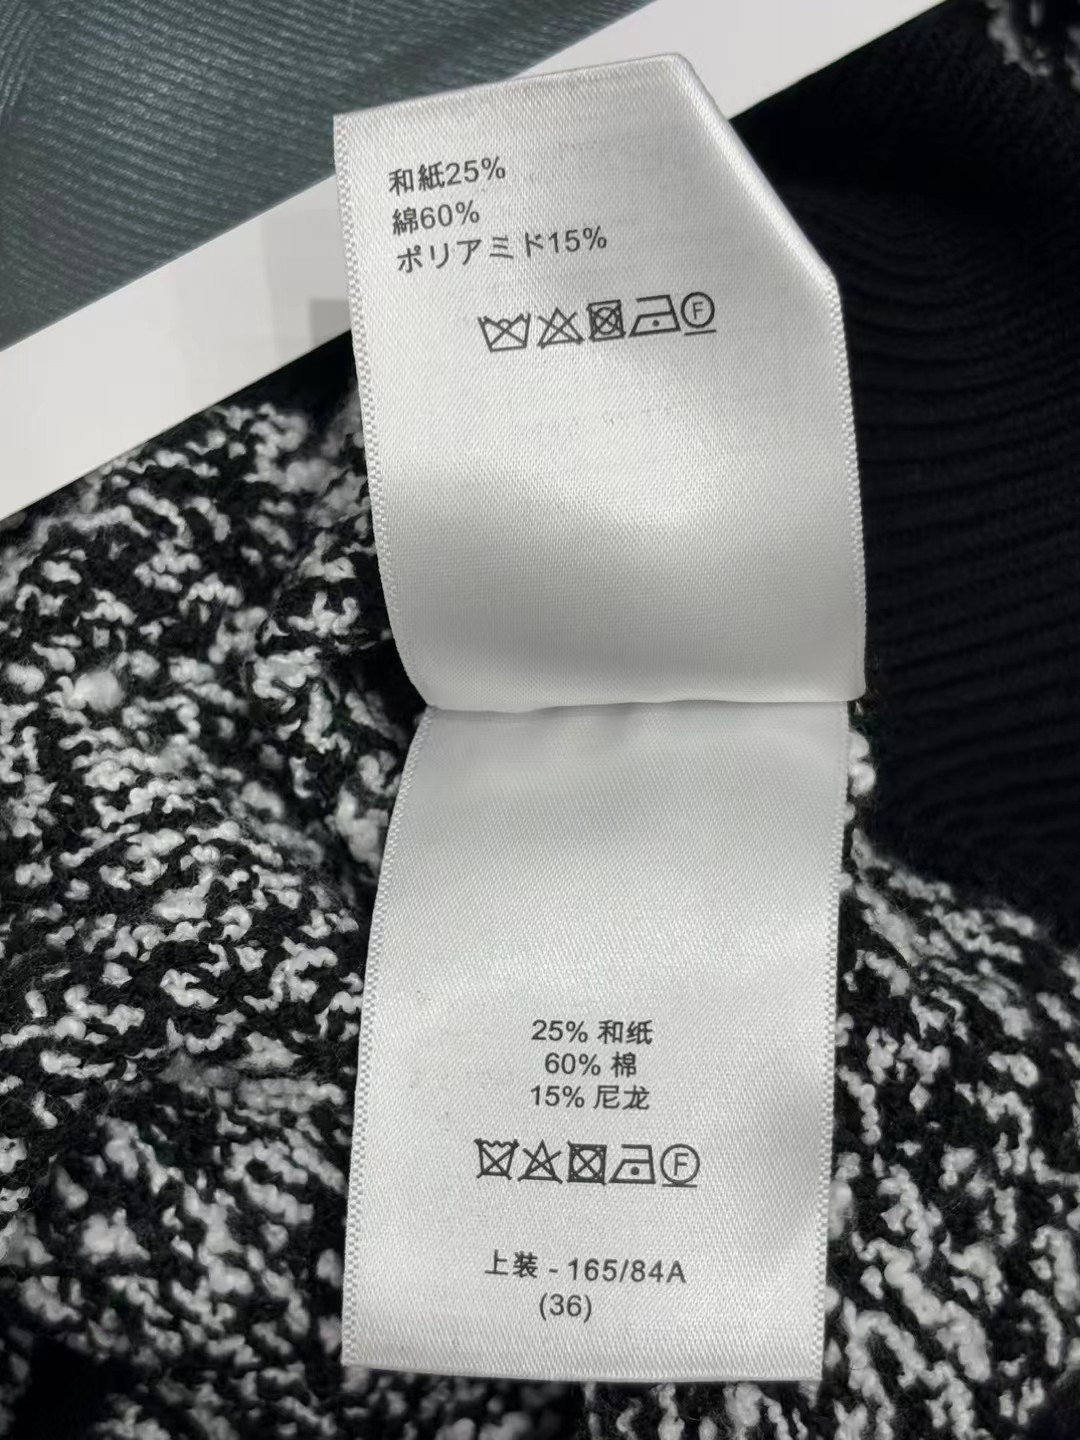 和紙25%
綿60%
ポリアミド15%
F
25% 和纸
60% 棉
15% 尼龙
F
上装 - 165/84A
(36)